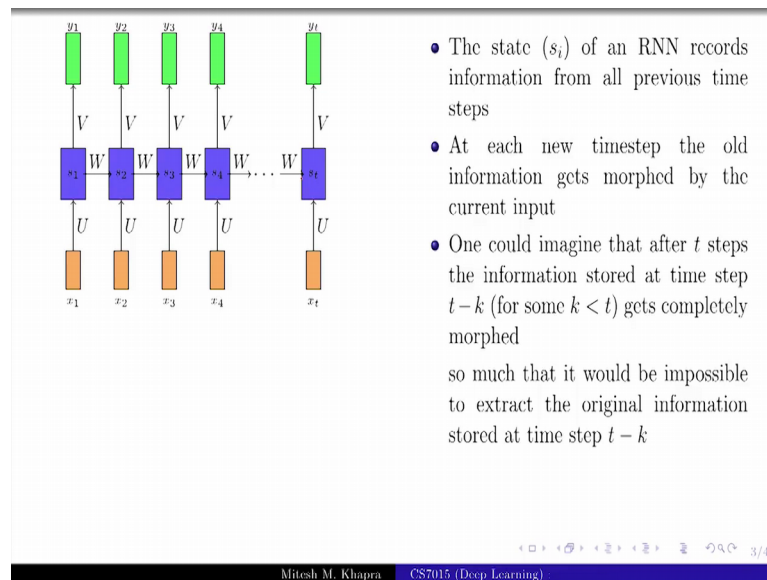 y₁ y₂ y₃ y₄ yₜ
V V V V V
W W W W W
s₁ s₂ s₃ s₄ ... sₜ
U U U U U
x₁ x₂ x₃ x₄ xₜ
The state (sᵢ) of an RNN records
information from all previous time
steps
At each new timestep the old
information gets morphed by the
current input
One could imagine that after t steps
the information stored at time step
t − k (for some k < t) gets completely
morphed
so much that it would be impossible
to extract the original information
stored at time step t − k
3/4
Mitesh M. Khapra CS7015 (Deep Learning)